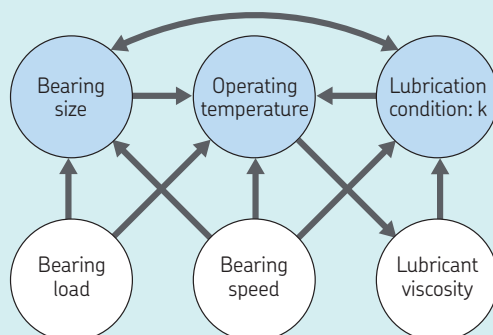 Bearing
size
Operating
temperature
Lubrication
condition: k
Bearing
load
Bearing
speed
Lubricant
viscosity